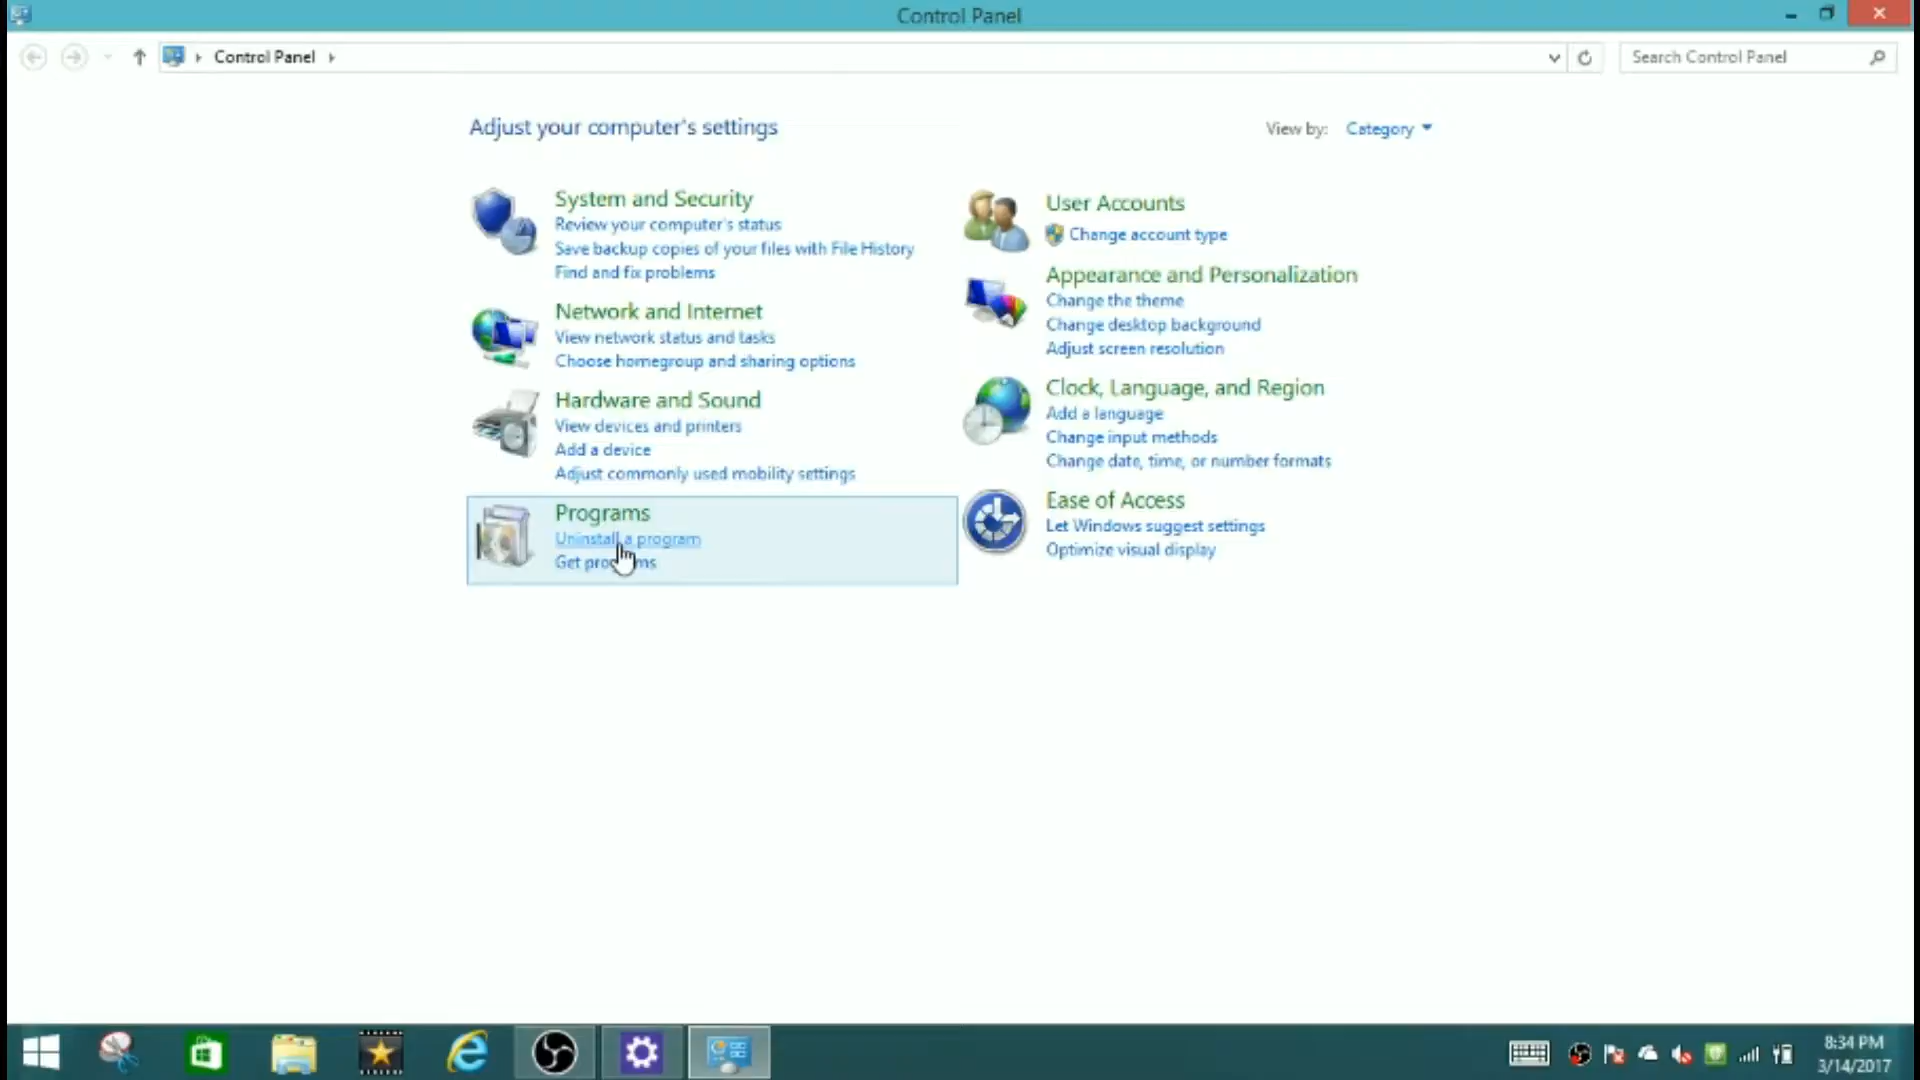 Control Panel
Control Panel
Search Control Panel
Adjust your computer's settings
View by: Category
System and Security
Review your computer's status
Save backup copies of your files with File History
Find and fix problems
Network and Internet
View network status and tasks
Choose homegroup and sharing options
Hardware and Sound
View devices and printers
Add a device
Adjust commonly used mobility settings
Programs
Uninstall a program
Get programs
User Accounts
Change account type
Appearance and Personalization
Change the theme
Change desktop background
Adjust screen resolution
Clock, Language, and Region
Add a language
Change input methods
Change date, time, or number formats
Ease of Access
Let Windows suggest settings
Optimize visual display
8:34 PM
3/14/2017